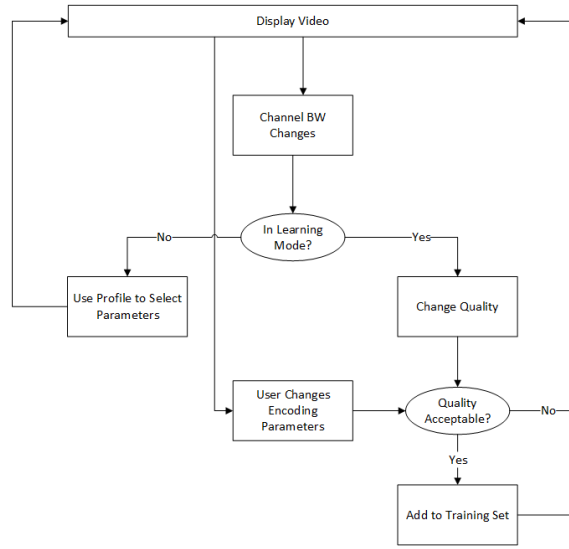 Display Video
Channel BW
Changes
In Learning
Mode?
No
Yes
Use Profile to Select
Parameters
Change Quality
User Changes
Encoding
Parameters
Quality
Acceptable?
No
Yes
Add to Training Set